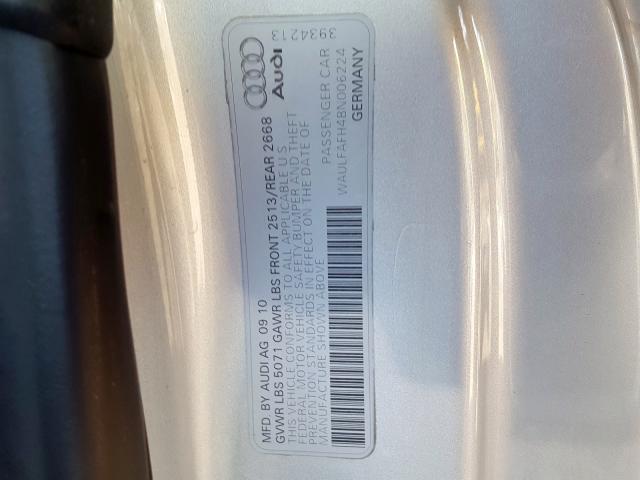 MFD. BY AUDI AG 09 10
GVWR LBS 5071 GAWR LBS FRONT 2513/REAR 2668
THIS VEHICLE CONFORMS TO ALL APPLICABLE U S
FEDERAL MOTOR VEHICLE SAFETY BUMPER AND THEFT
PREVENTION STANDARDS IN EFFECT ON THE DATE OF
MANUFACTURE SHOWN ABOVE
PASSENGER CAR
WAULFAFH4BN006224
GERMANY
Audi
3934213